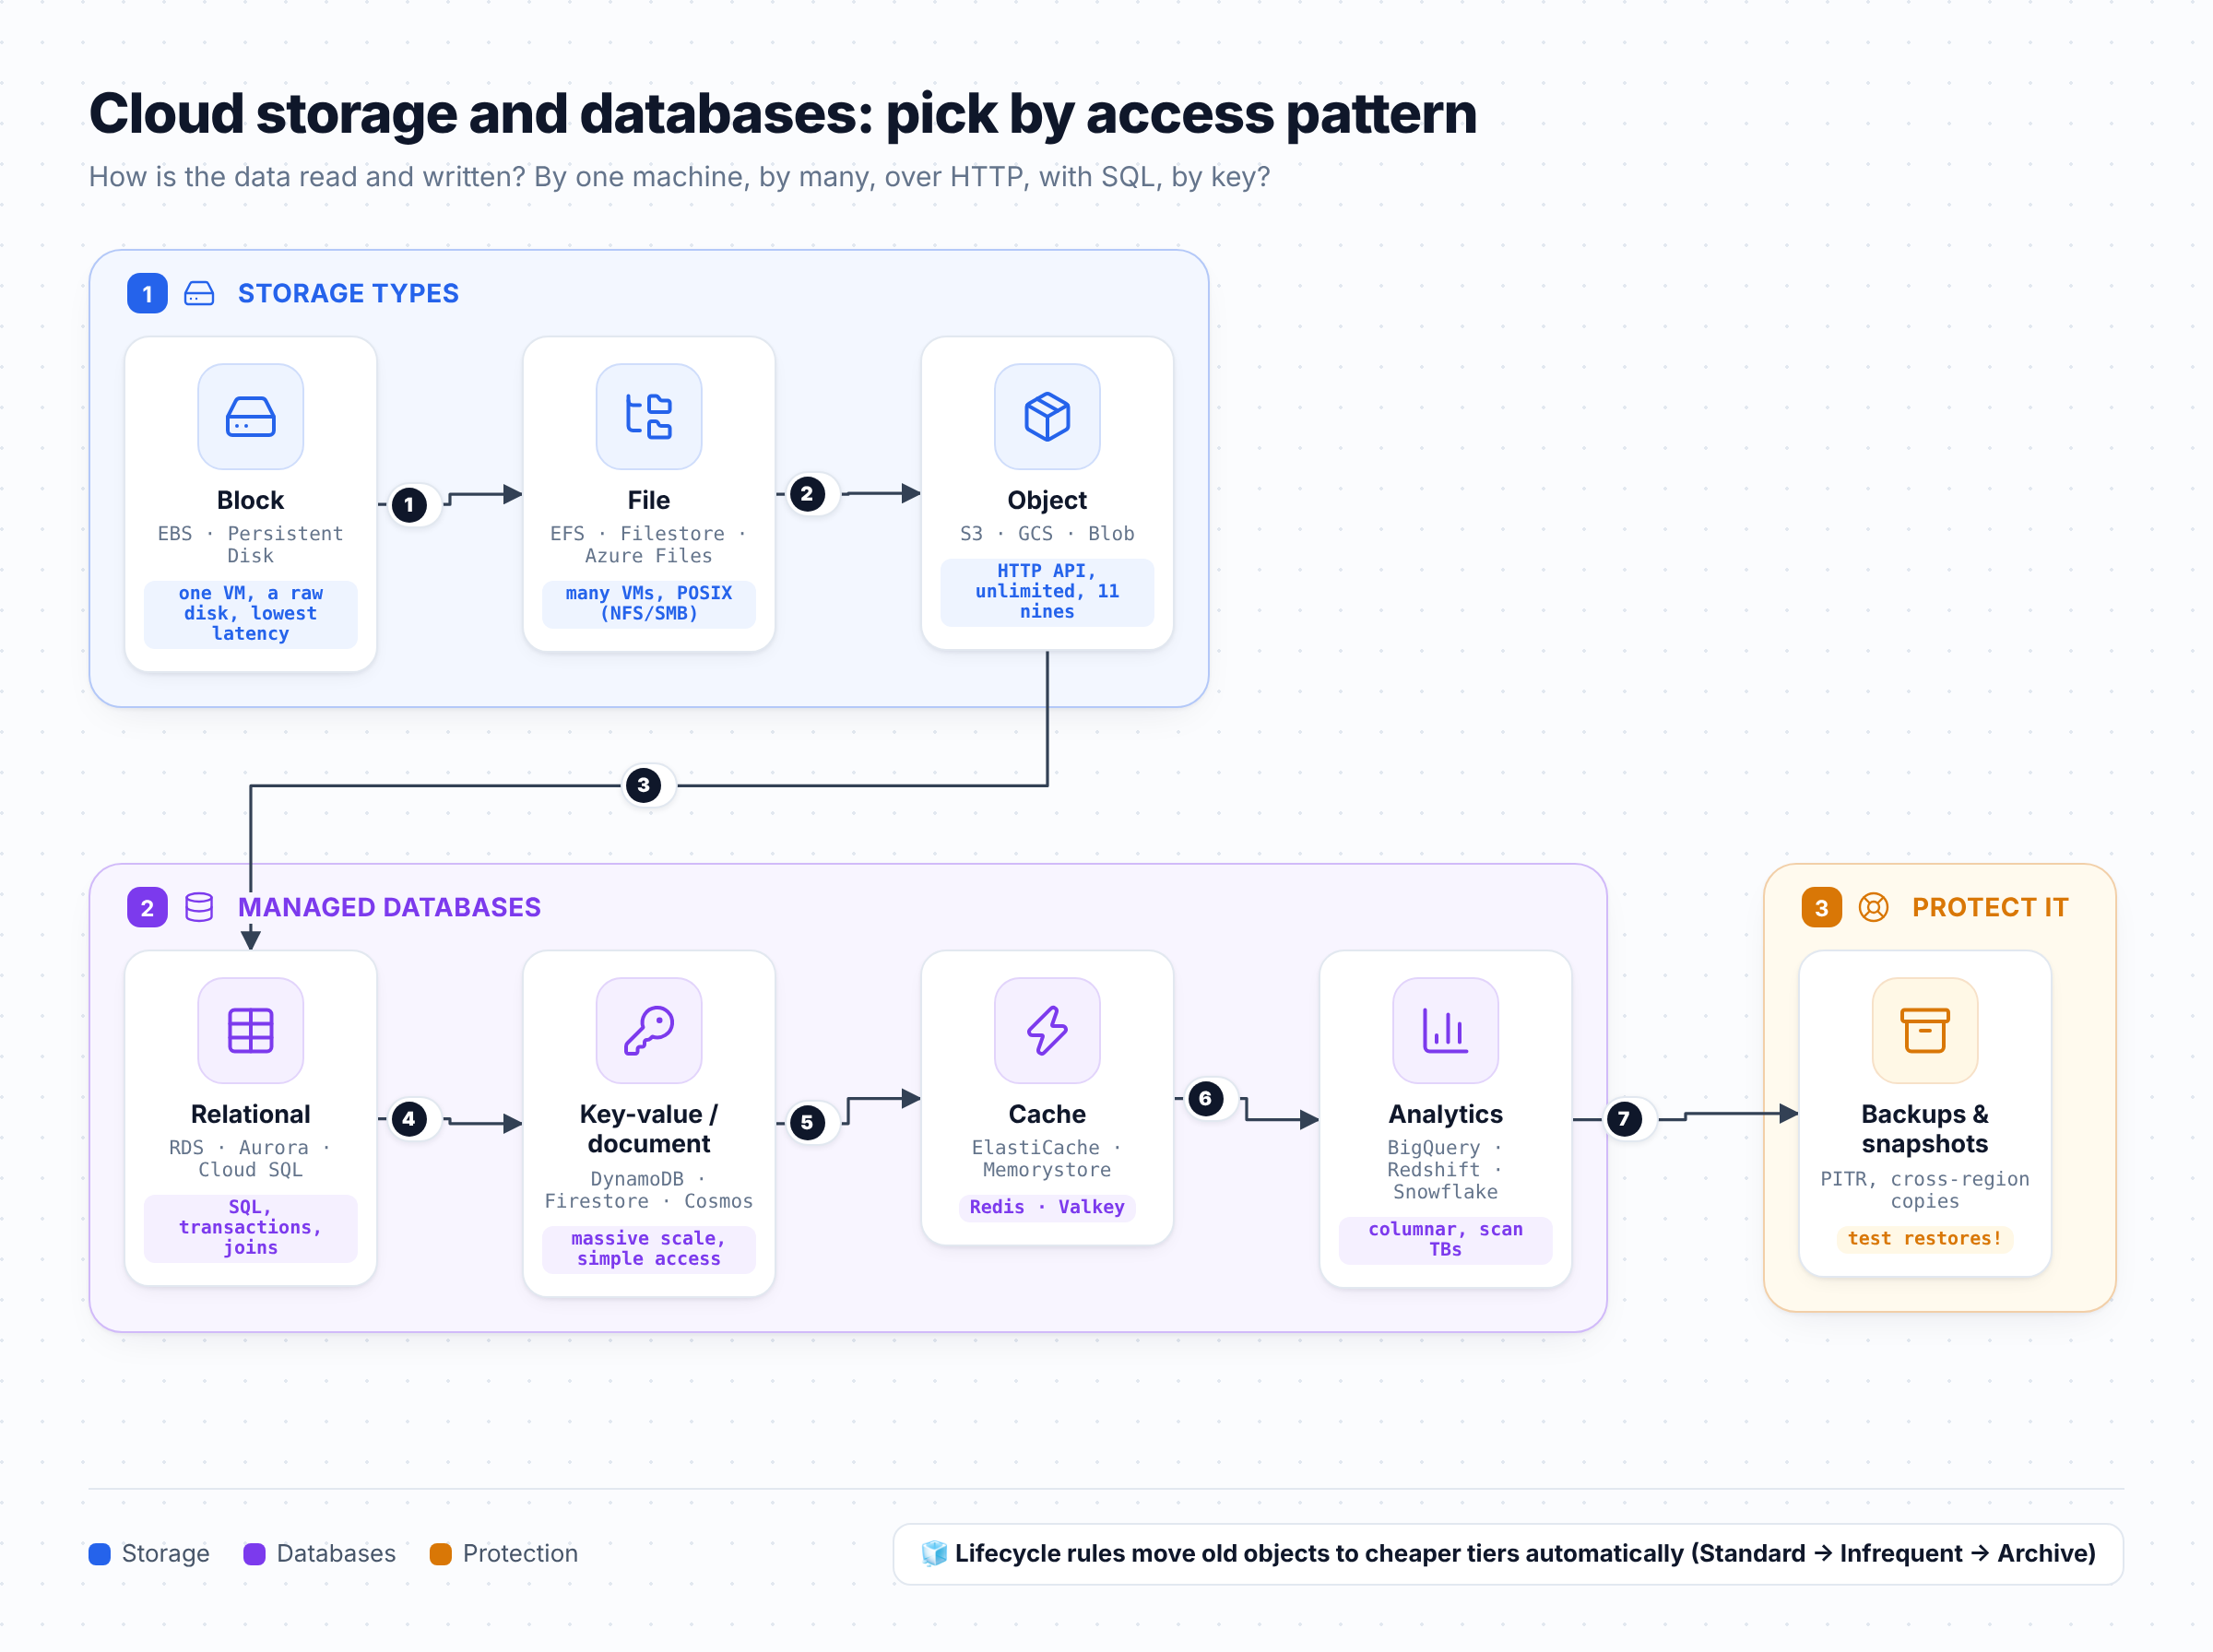 Cloud storage and databases: pick by access pattern
How is the data read and written? By one machine, by many, over HTTP, with SQL, by key?
1 STORAGE TYPES
Block
EBS · Persistent
Disk
one VM, a raw
disk, lowest
latency
1
File
EFS · Filestore ·
Azure Files
many VMs, POSIX
(NFS/SMB)
2
Object
S3 · GCS · Blob
HTTP API,
unlimited, 11
nines
3
2 MANAGED DATABASES
Relational
RDS · Aurora ·
Cloud SQL
SQL,
transactions,
joins
4
Key-value /
document
DynamoDB ·
Firestore · Cosmos
massive scale,
simple access
5
Cache
ElastiCache ·
Memorystore
Redis · Valkey
6
Analytics
BigQuery ·
Redshift ·
Snowflake
columnar, scan
TBs
7
3 PROTECT IT
Backups &
snapshots
PITR, cross-region
copies
test restores!
Storage
Databases
Protection
🧊 Lifecycle rules move old objects to cheaper tiers automatically (Standard → Infrequent → Archive)